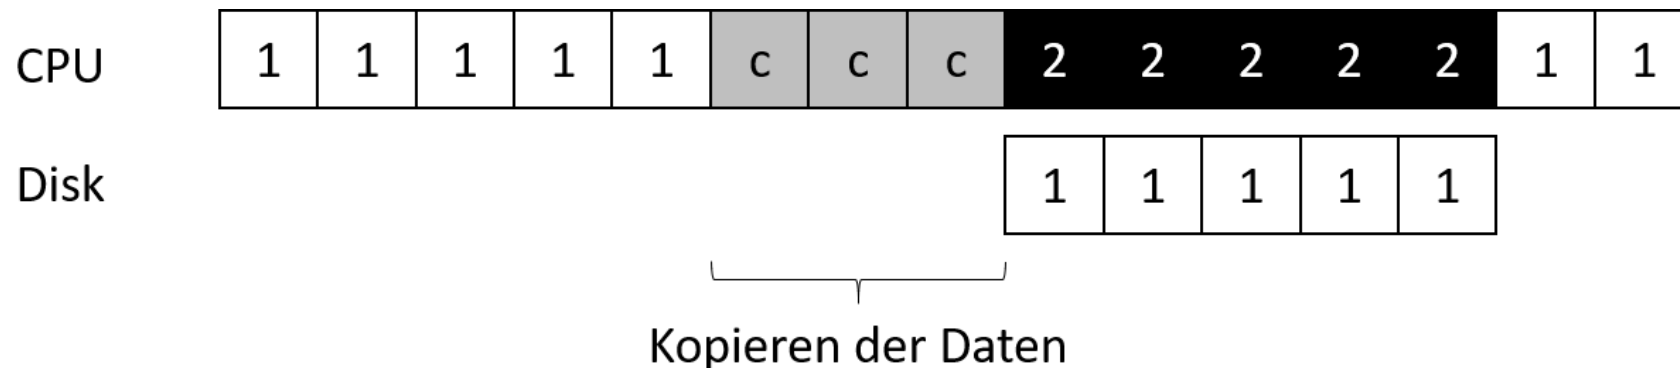 CPU 1 1 1 1 1 c c c 2 2 2 2 2 1 1
Disk 1 1 1 1 1
Kopieren der Daten